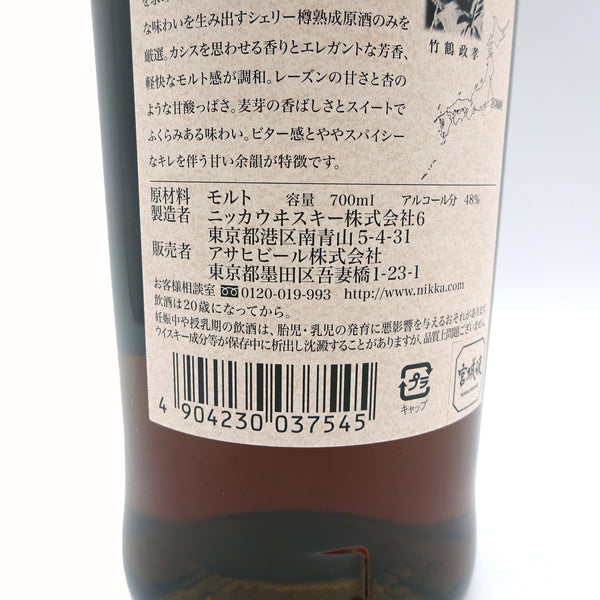 な味わいを生み出すシェリー樽熟成原酒のみを
厳選。カシスを思わせる香りとエレガントな芳香、
軽快なモルト感が調和。レーズンの甘さと杏の
ような甘酸っぱさ。麦芽の香ばしさとスイートで
ふくらみある味わい。ビター感とややスパイシー
なキレを伴う甘い余韻が特徴です。
竹鶴政孝
原材料 モルト 容量 700ml アルコール分 48%
製造者 ニッカウヰスキー株式会社6
東京都港区南青山5-4-31
販売者 アサヒビール株式会社
東京都墨田区吾妻橋1-23-1
お客様相談室 0120-019-993 http://www.nikka.com
飲酒は20歳になってから。
妊娠中や授乳期の飲酒は、胎児・乳児の発育に悪影響を与えるおそれがあります。
ウイスキー成分等が保存中に析出し沈澱することがありますが、品質上問題ございません。
4 904230 037545
プラ
キャップ
宮城峡